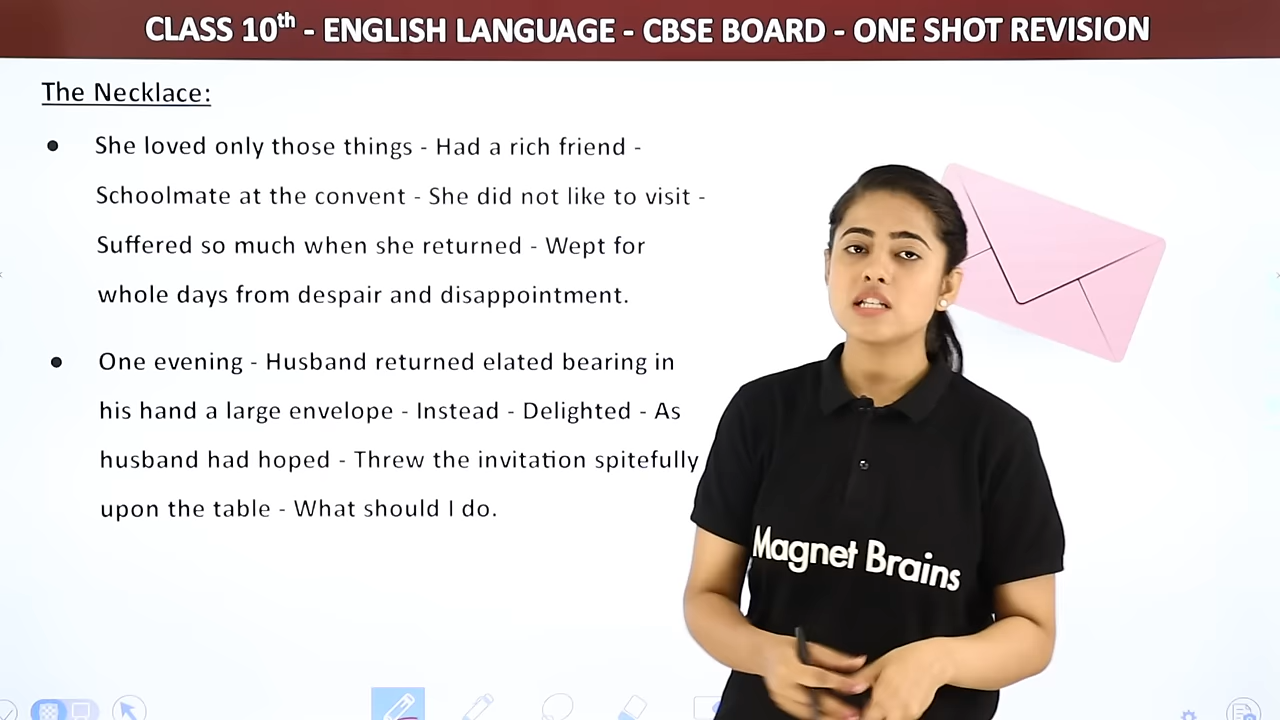 CLASS 10th - ENGLISH LANGUAGE - CBSE BOARD - ONE SHOT REVISION
The Necklace:
● She loved only those things - Had a rich friend -
Schoolmate at the convent - She did not like to visit -
Suffered so much when she returned - Wept for
whole days from despair and disappointment.
● One evening - Husband returned elated bearing in
his hand a large envelope - Instead - Delighted - As
husband had hoped - Threw the invitation spitefully
upon the table - What should I do.
Magnet Brains